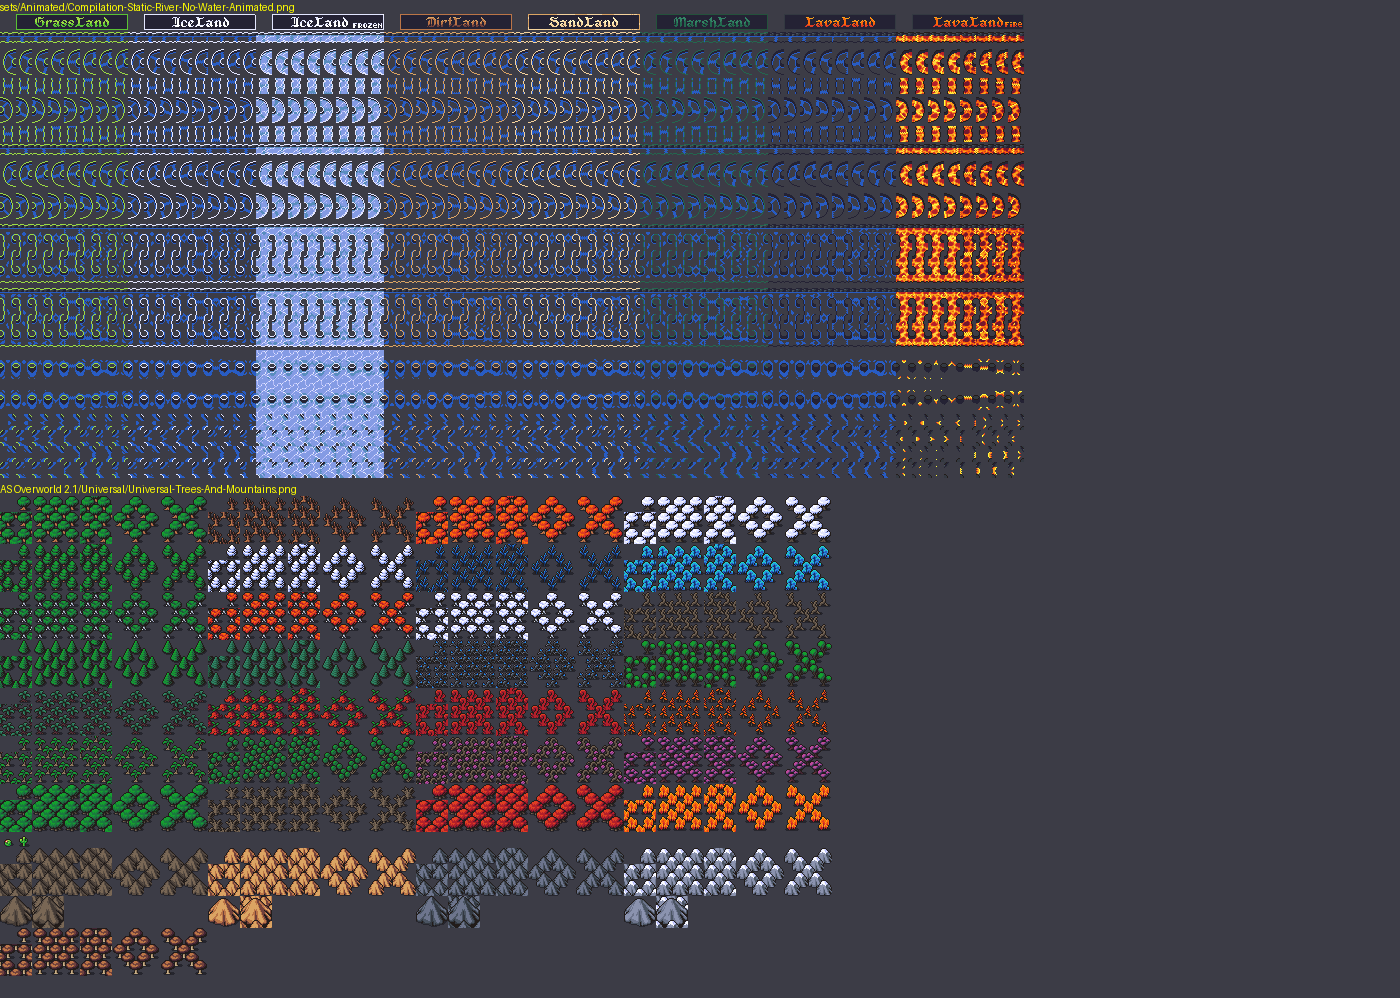 sets/Animated/Compilation-Static-River-No-Water-Animated.png
GrassLand IceLand IceLand FROZEN DirtLand SandLand MarshLand LavaLand LavaLand FIRE
AS Overworld 2.1/Universal/Universal-Trees-And-Mountains.png